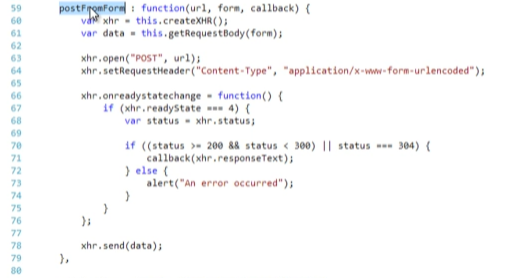 59 postFromForm : function(url, form, callback) {
60 var xhr = this.createXHR();
61 var data = this.getRequestBody(form);
62
63 xhr.open("POST", url);
64 xhr.setRequestHeader("Content-Type", "application/x-www-form-urlencoded");
65
66 xhr.onreadystatechange = function() {
67 if (xhr.readyState === 4) {
68 var status = xhr.status;
69
70 if ((status >= 200 && status < 300) || status === 304) {
71 callback(xhr.responseText);
72 } else {
73 alert("An error occurred");
74 }
75 }
76 };
77
78 xhr.send(data);
79 },
80